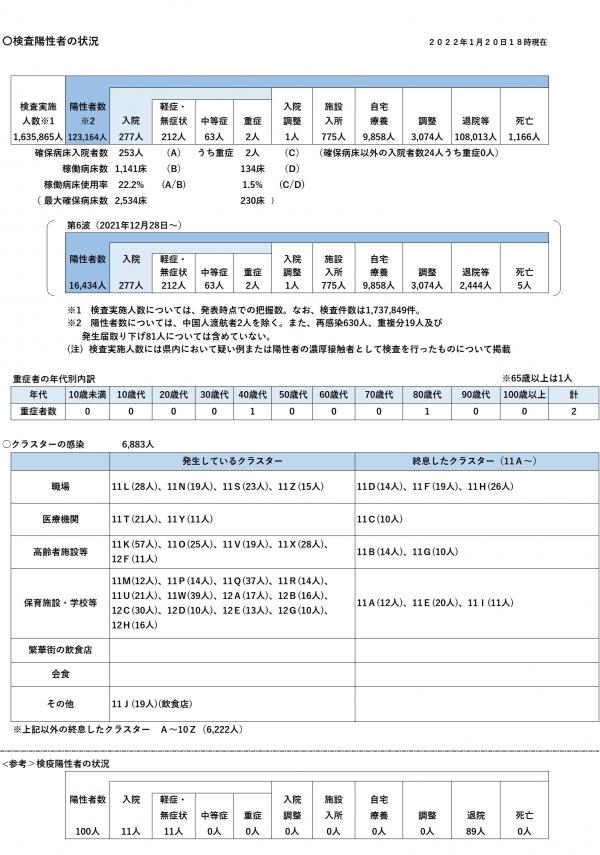 〇検査陽性者の状況
２０２２年１月２０日１８時現在
検査実施人数※1 陽性者数※2 入院 軽症・無症状 中等症 重症 入院調整 施設入所 自宅療養 調整 退院等 死亡
1,635,865人 123,164人 277人 212人 63人 2人 1人 775人 9,858人 3,074人 108,013人 1,166人
確保病床入院者数 253人 （A） うち重症 2人 （C） （確保病床以外の入院者数24人うち重症0人）
稼働病床数 1,141床 （B） 134床 （D）
稼働病床使用率 22.2% （A/B） 1.5% （C/D）
（ 最大確保病床数 2,534床 230床 ）
第6波（2021年12月28日～）
陽性者数 入院 軽症・無症状 中等症 重症 入院調整 施設入所 自宅療養 調整 退院等 死亡
16,434人 277人 212人 63人 2人 1人 775人 9,858人 3,074人 2,444人 5人
※1 検査実施人数については、発表時点での把握数。なお、検査件数は1,737,849件。
※2 陽性者数については、中国人渡航者2人を除く。また、再感染630人、重複分19人及び
発生届取り下げ81人については含めていない。
（注）検査実施人数には県内において疑い例または陽性者の濃厚接触者として検査を行ったものについて掲載
重症者の年代別内訳
※65歳以上は1人
年代 10歳未満 10歳代 20歳代 30歳代 40歳代 50歳代 60歳代 70歳代 80歳代 90歳代 100歳以上 計
重症者数 0 0 0 0 1 0 0 0 1 0 0 2
〇クラスターの感染 6,883人
発生しているクラスター 終息したクラスター（11Ａ～）
職場 11Ｌ(28人)、11Ｎ(19人)、11Ｓ(23人)、11Ｚ(15人) 11Ｄ(14人)、11Ｆ(19人)、11Ｈ(26人)
医療機関 11Ｔ(21人)、11Ｙ(11人) 11Ｃ(10人)
高齢者施設等 11Ｋ(57人)、11Ｏ(25人)、11Ｖ(19人)、11Ｘ(28人)、 11Ｂ(14人)、11Ｇ(10人)
12Ｆ(11人)
保育施設・学校等 11Ｍ(12人)、11Ｐ(14人)、11Ｑ(37人)、11Ｒ(14人)、 11Ａ(12人)、11Ｅ(20人)、11Ｉ(11人)
11Ｕ(21人)、11Ｗ(39人)、12Ａ(17人)、12Ｂ(16人)、
12Ｃ(30人)、12Ｄ(10人)、12Ｅ(13人)、12Ｇ(10人)、
12Ｈ(16人)
繁華街の飲食店
会食
その他 11Ｊ(19人)(飲食店)
※上記以外の終息したクラスター Ａ～10Ｚ（6,222人）
<参考＞検疫陽性者の状況
陽性者数 入院 軽症・無症状 中等症 重症 入院調整 施設入所 自宅療養 調整 退院 死亡
100人 11人 11人 0人 0人 0人 0人 0人 0人 89人 0人